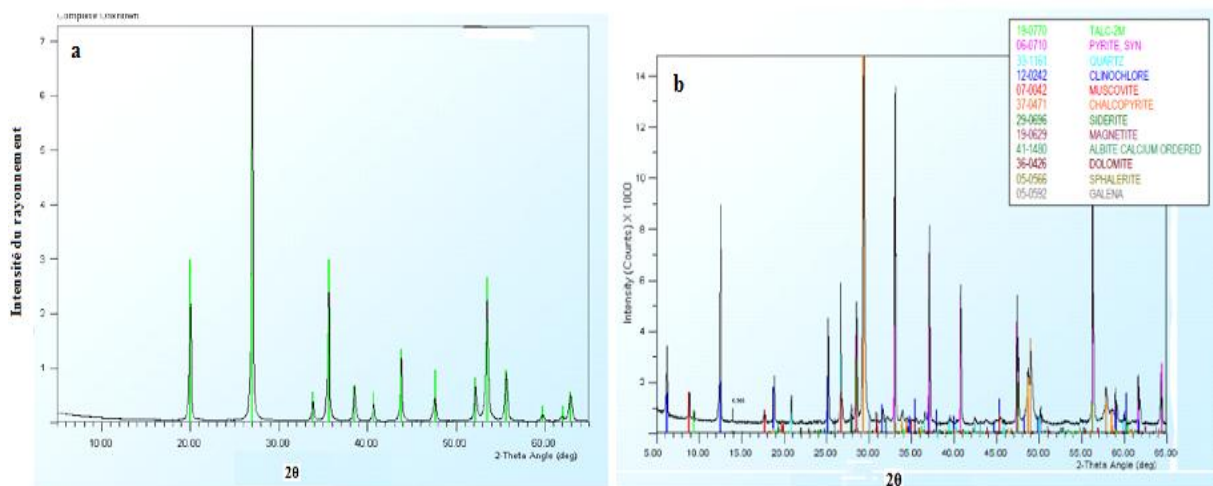 a
Intensité du rayonnement
7
6
5
4
3
2
1
10.00 20.00 30.00 40.00 50.00 60.00
2-Theta Angle (deg)
2θ
b
Intensity (Counts) X 1000
14
12
10
8
6
4
2
5.00 10.00 15.00 20.00 25.00 30.00 35.00 40.00 45.00 50.00 55.00 60.00 65.00
2-Theta Angle (deg)
2θ
19-0770 TALC-2M
06-0710 PYRITE, SYN
33-1161 QUARTZ
12-0242 CLINOCHLORE
07-0042 MUSCOVITE
37-0471 CHALCOPYRITE
29-0696 SIDERITE
19-0629 MAGNETITE
41-1480 ALBITE CALCIUM ORDERED
36-0426 DOLOMITE
05-0566 SPHALERITE
05-0592 GALENA